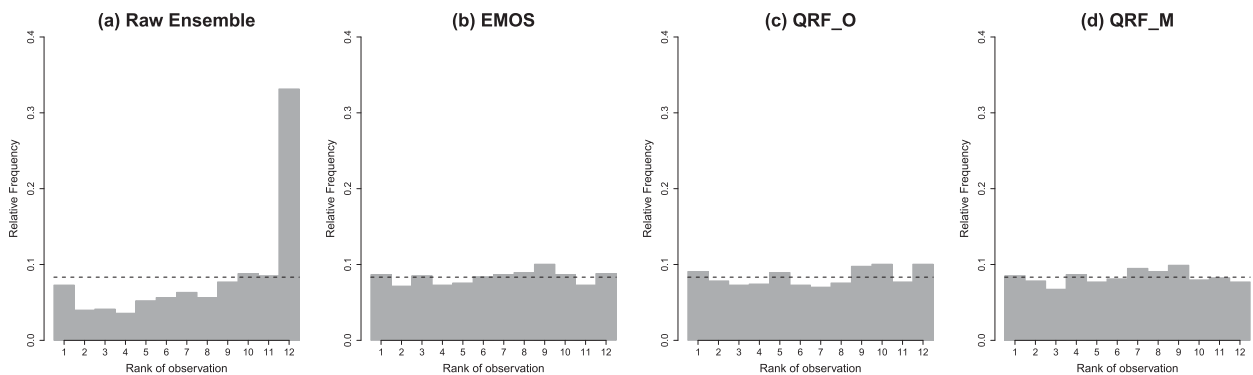 (a) Raw Ensemble
Relative Frequency
0.0 0.1 0.2 0.3 0.4
1 2 3 4 5 6 7 8 9 10 11 12
Rank of observation
(b) EMOS
Relative Frequency
0.0 0.1 0.2 0.3 0.4
1 2 3 4 5 6 7 8 9 10 11 12
Rank of observation
(c) QRF_O
Relative Frequency
0.0 0.1 0.2 0.3 0.4
1 2 3 4 5 6 7 8 9 10 11 12
Rank of observation
(d) QRF_M
Relative Frequency
0.0 0.1 0.2 0.3 0.4
1 2 3 4 5 6 7 8 9 10 11 12
Rank of observation